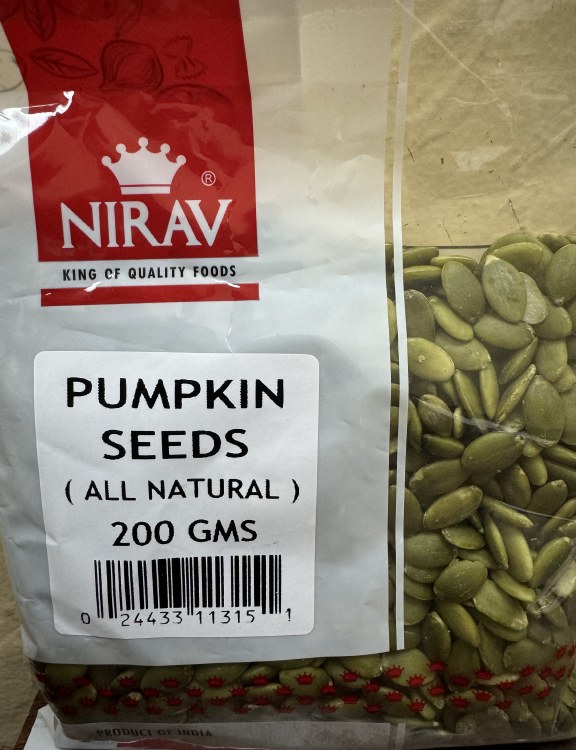 ®
NIRAV
KING OF QUALITY FOODS
PUMPKIN
SEEDS
( ALL NATURAL )
200 GMS
0 24433 11315 1
PRODUCT OF INDIA